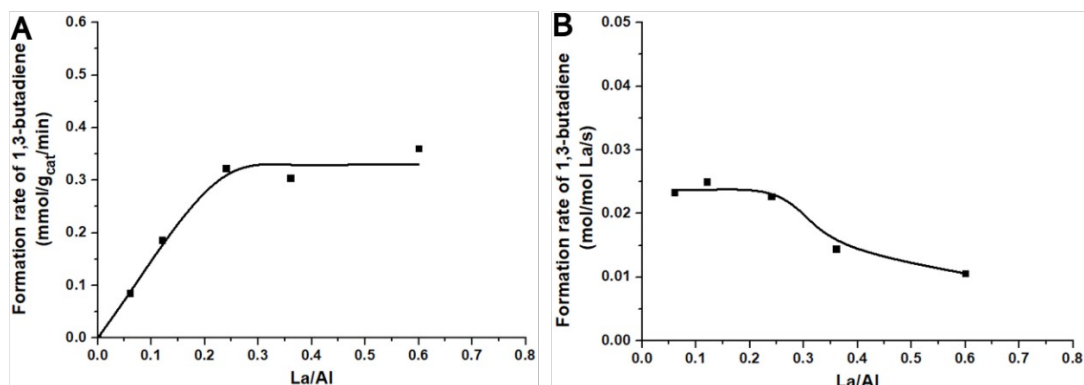 A
Formation rate of 1,3-butadiene
(mmol/gcat/min)
0.6
0.5
0.4
0.3
0.2
0.1
0.0
0.0 0.1 0.2 0.3 0.4 0.5 0.6 0.7 0.8
La/Al
B
Formation rate of 1,3-butadiene
(mol/mol La/s)
0.05
0.04
0.03
0.02
0.01
0.00
0.0 0.1 0.2 0.3 0.4 0.5 0.6 0.7 0.8
La/Al